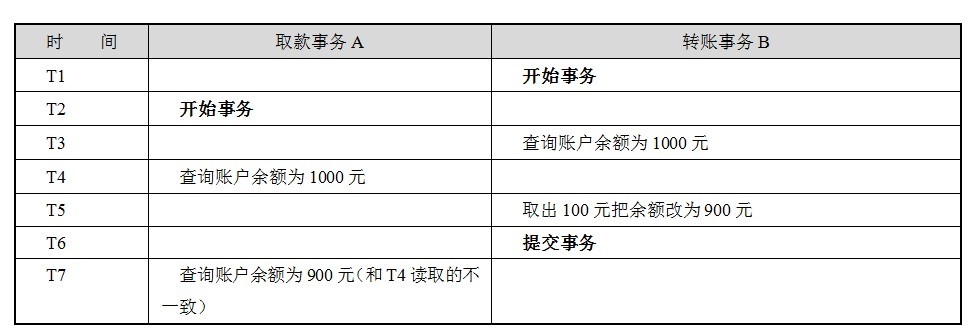 时 间 取款事务 A 转账事务 B
T1 开始事务
T2 开始事务
T3 查询账户余额为 1000 元
T4 查询账户余额为 1000 元
T5 取出 100 元把余额改为 900 元
T6 提交事务
T7 查询账户余额为 900 元（和 T4 读取的不
一致）